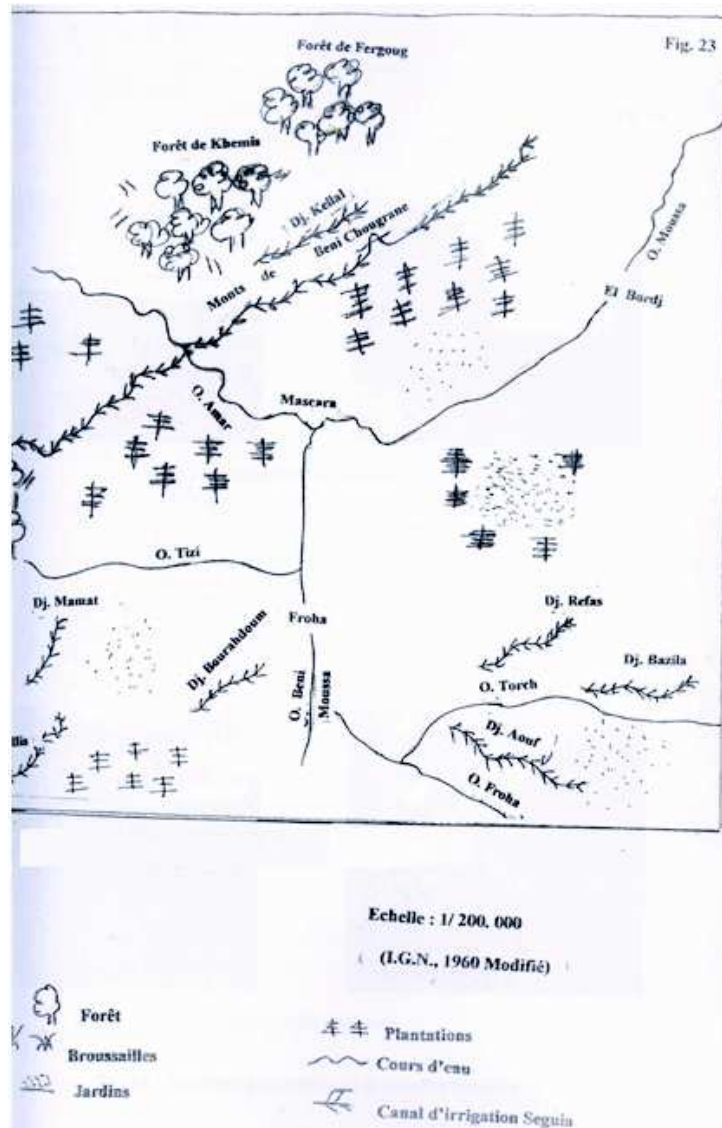 Fig. 23
Forêt de Fergoug
Forêt de Khemis
Dj. Kellal
Monts de Beni Chougrane
O. Moussa
El Bordj
O. Amar
Mascara
O. Tizi
Dj. Mamat
Froha
Dj. Refas
Dj. Bourahdoum
Dj. Bazila
O. Beni
Moussa
O. Torch
Dj. Aouf
O. Froha
Echelle : 1/ 200. 000
(I.G.N., 1960 Modifié)
Forêt
Plantations
Broussailles
Cours d'eau
Jardins
Canal d'irrigation Seguia